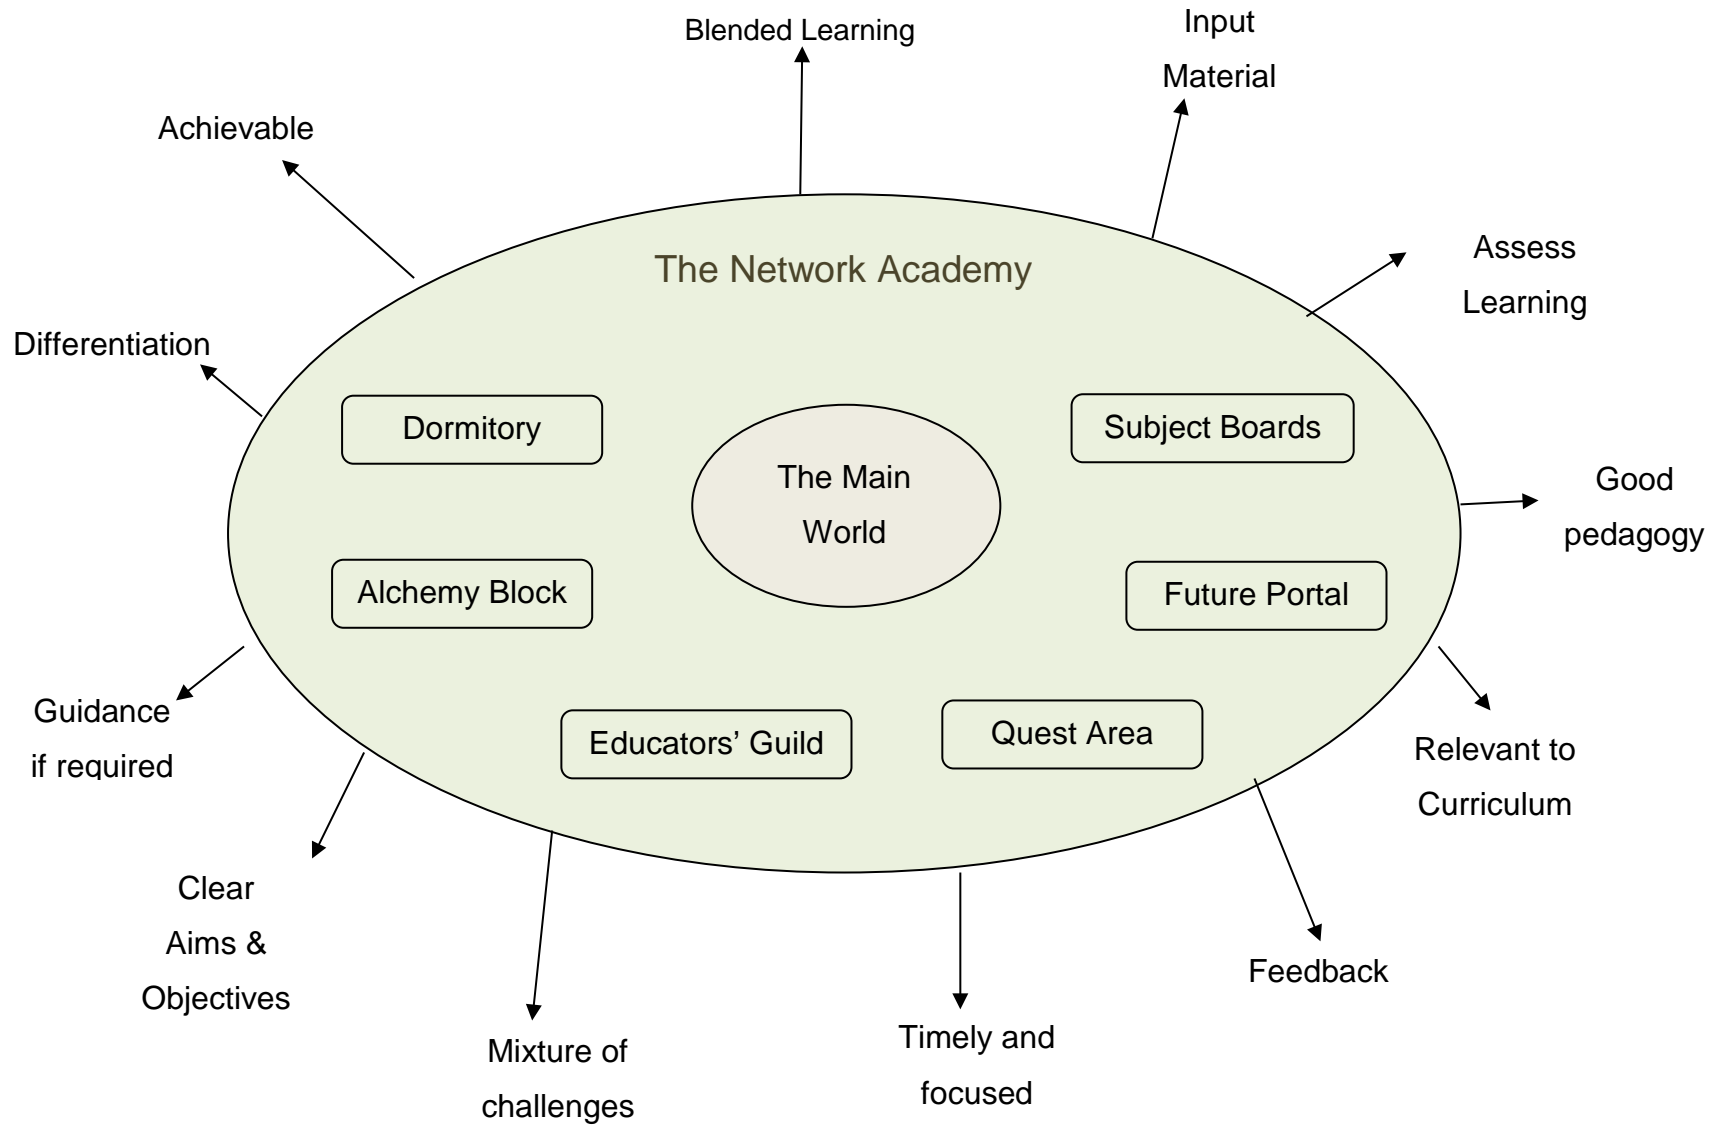 Blended Learning
Input
Material
Achievable
Assess
Learning
The Network Academy
Differentiation
Dormitory
Subject Boards
The Main
World
Good
pedagogy
Alchemy Block
Future Portal
Guidance
if required
Educators’ Guild
Quest Area
Relevant to
Curriculum
Clear
Aims &
Objectives
Feedback
Mixture of
challenges
Timely and
focused